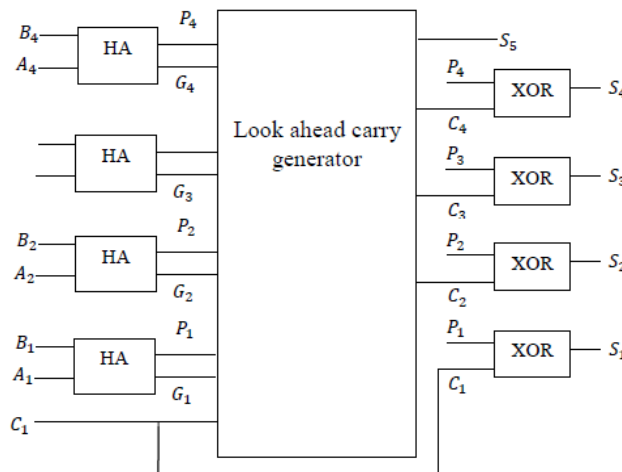 P₄
B₄
HA
A₄
G₄
HA
G₃
B₂
P₂
HA
A₂
G₂
B₁
P₁
HA
A₁
G₁
C₁
Look ahead carry
generator
S₅
P₄
XOR
S₄
C₄
P₃
XOR
S₃
C₃
P₂
XOR
S₂
C₂
P₁
XOR
S₁
C₁